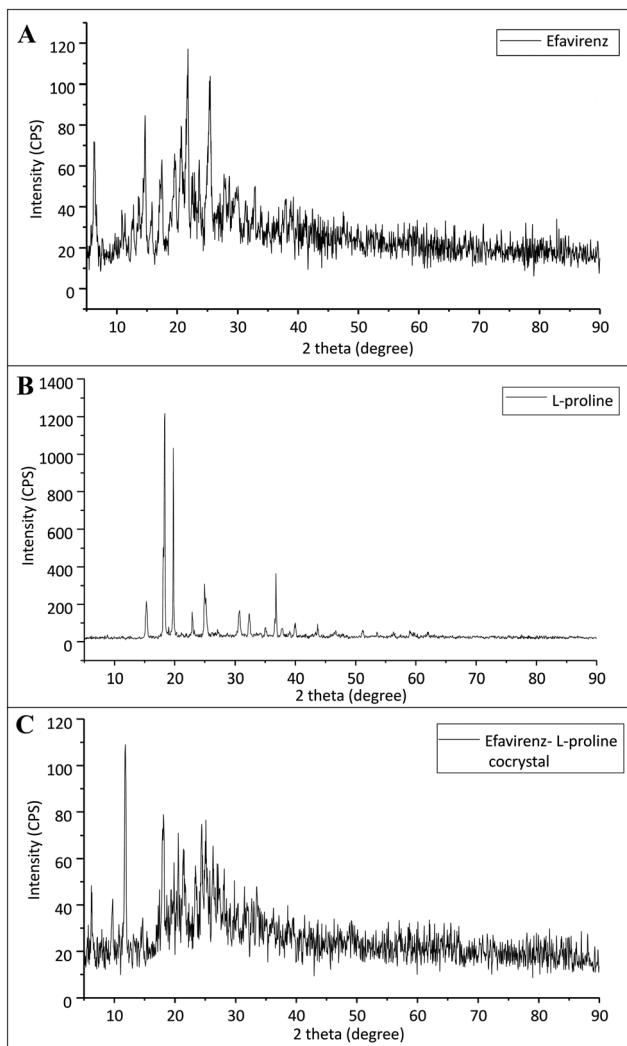 A
Efavirenz
Intensity (CPS)
120
100
80
60
40
20
0
10 20 30 40 50 60 70 80 90
2 theta (degree)
B
L-proline
Intensity (CPS)
1400
1200
1000
800
600
400
200
0
10 20 30 40 50 60 70 80 90
2 theta (degree)
C
Efavirenz- L-proline
cocrystal
Intensity (CPS)
120
100
80
60
40
20
0
10 20 30 40 50 60 70 80 90
2 theta (degree)